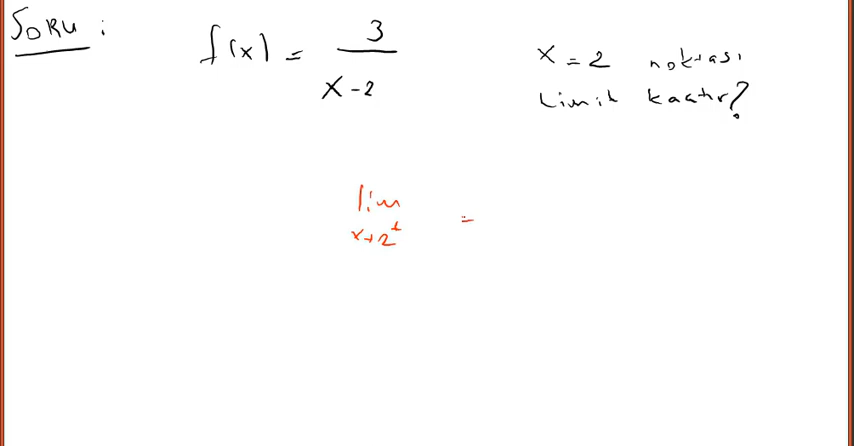 SORU :
f(x) = 3 / x-2
x = 2 noktası
Limit kaçtır?
lim x→2⁺ =